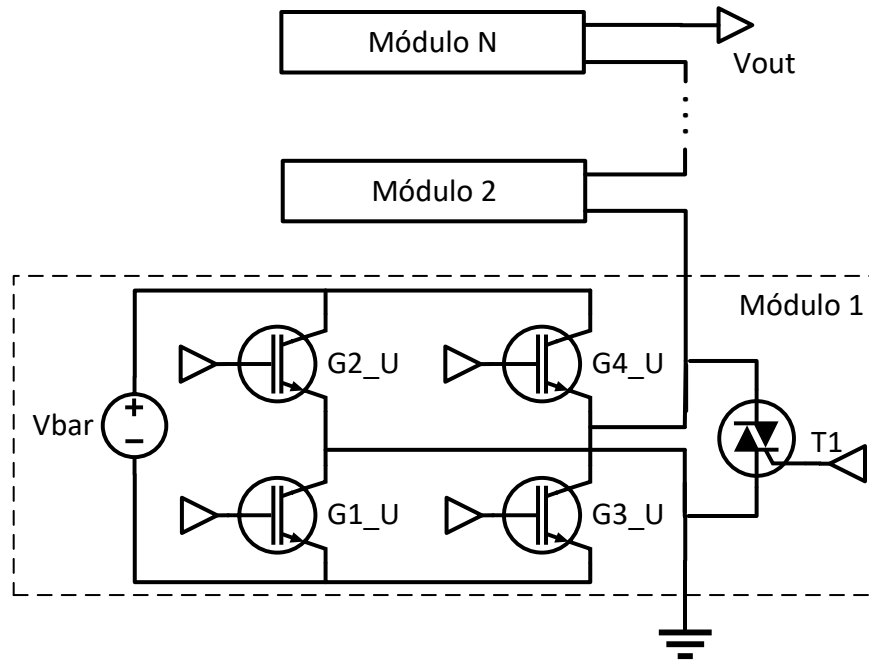 Módulo N
Vout
Módulo 2
Módulo 1
G2_U
G4_U
Vbar
+
−
T1
G1_U
G3_U